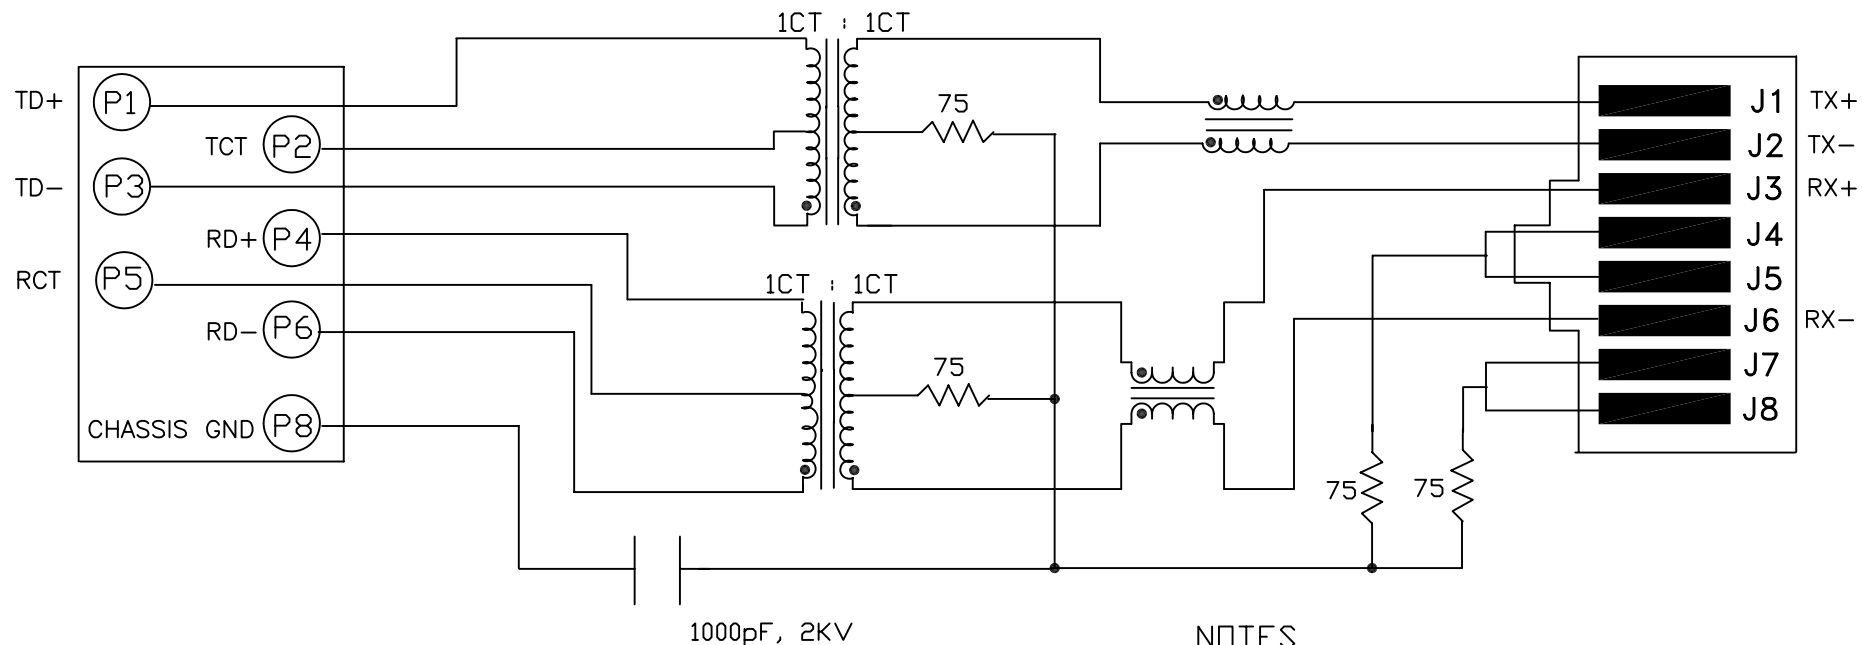 1CT : 1CT
TD+ P1
TCT P2
TD- P3
RD+ P4
RCT P5
RD- P6
CHASSIS GND P8
75
1CT : 1CT
75
J1 TX+
J2 TX-
J3 RX+
J4
J5
J6 RX-
J7
J8
75
75
1000pF, 2KV
NOTES